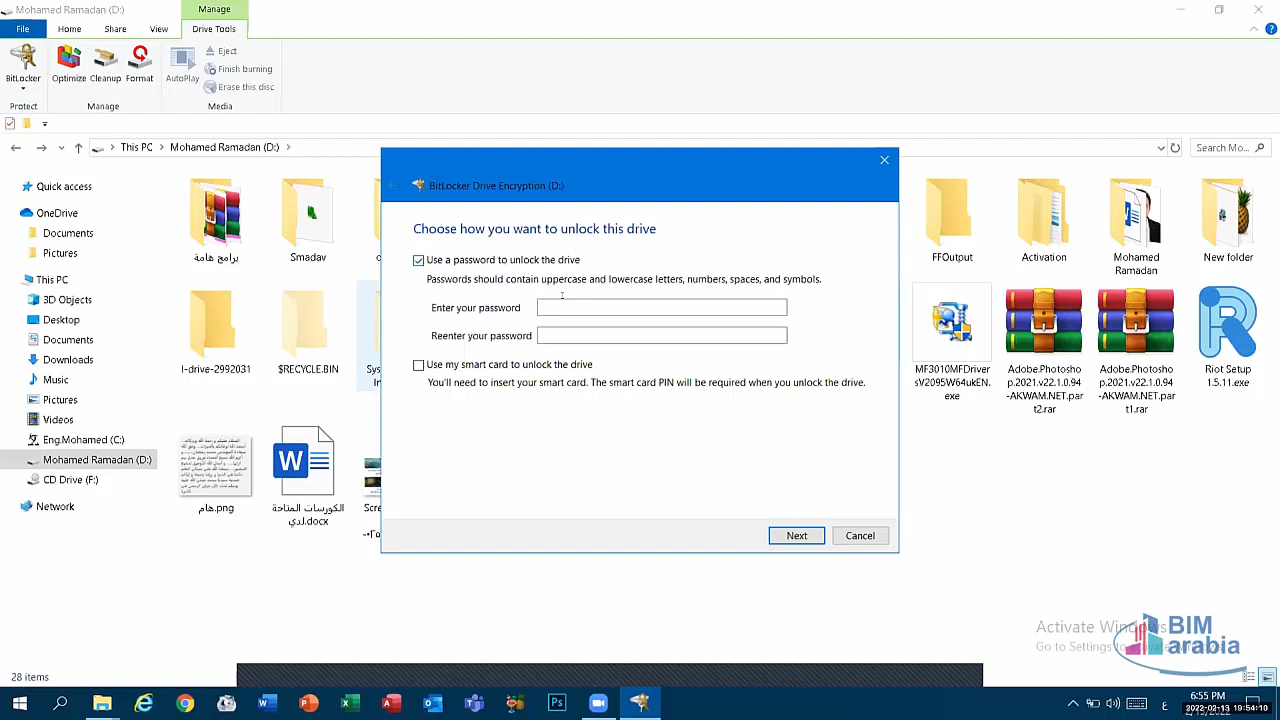 Mohamed Ramadan (D:)
Manage
File
Home
Share
View
Drive Tools
BitLocker
Optimize
Cleanup
Format
AutoPlay
Eject
Finish burning
Erase this disc
Protect
Manage
Media
This PC > Mohamed Ramadan (D:) >
Search Mo...
Quick access
OneDrive
Documents
Pictures
This PC
3D Objects
Desktop
Documents
Downloads
Music
Pictures
Videos
Eng.Mohamed (C:)
Mohamed Ramadan (D:)
CD Drive (F:)
Network
برامج هامة
Smadav
FFOutput
Activation
Mohamed
Ramadan
New folder
I-drive-2992031
$RECYCLE.BIN
MF3010MFDriver
sV2095W64ukEN.
exe
Adobe.Photosho
p.2021.v22.1.0.94
-AKWAM.NET.par
t2.rar
Adobe.Photosho
p.2021.v22.1.0.94
-AKWAM.NET.par
t1.rar
Riot Setup
1.5.11.exe
هام.png
الكورسات المتاحة
لدي.docx
BitLocker Drive Encryption (D:)
Choose how you want to unlock this drive
Use a password to unlock the drive
Passwords should contain uppercase and lowercase letters, numbers, spaces, and symbols.
Enter your password
Reenter your password
Use my smart card to unlock the drive
You'll need to insert your smart card. The smart card PIN will be required when you unlock the drive.
Next
Cancel
Activate Windows
Go to Settings to activate
BIM
arabia
28 items
6:55 PM
2022-02-13 19:54:10